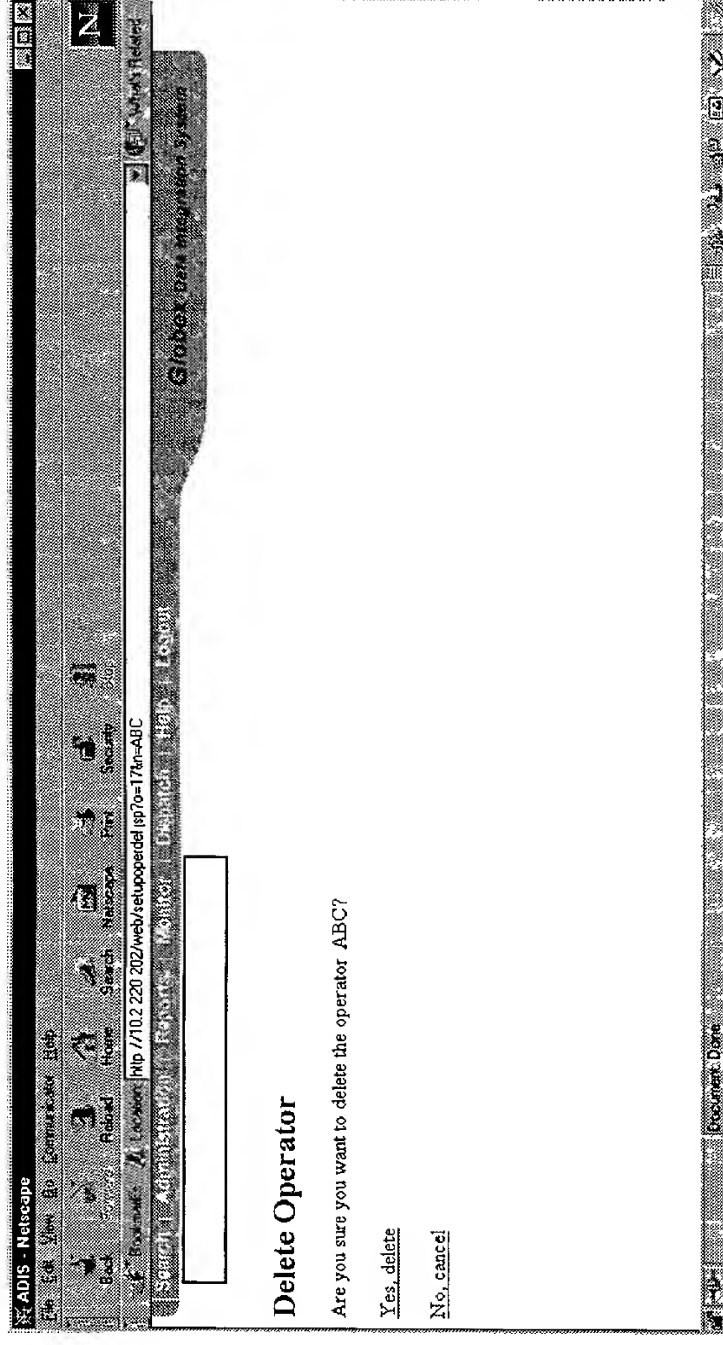 ADIS - Netscape
File Edit View Go Communicator Help
Back Forward Reload Home Search Netscape Print Security Stop
Bookmarks Location: http //10.2 220 202/web/setupoperdel jsp?o=17&n=ABC What's Related
Search | Administration | Reports | Monitor | Dispatch | Help | Logout
Globex Data Integration System
Delete Operator
Are you sure you want to delete the operator ABC?
Yes, delete
No, cancel
Document: Done